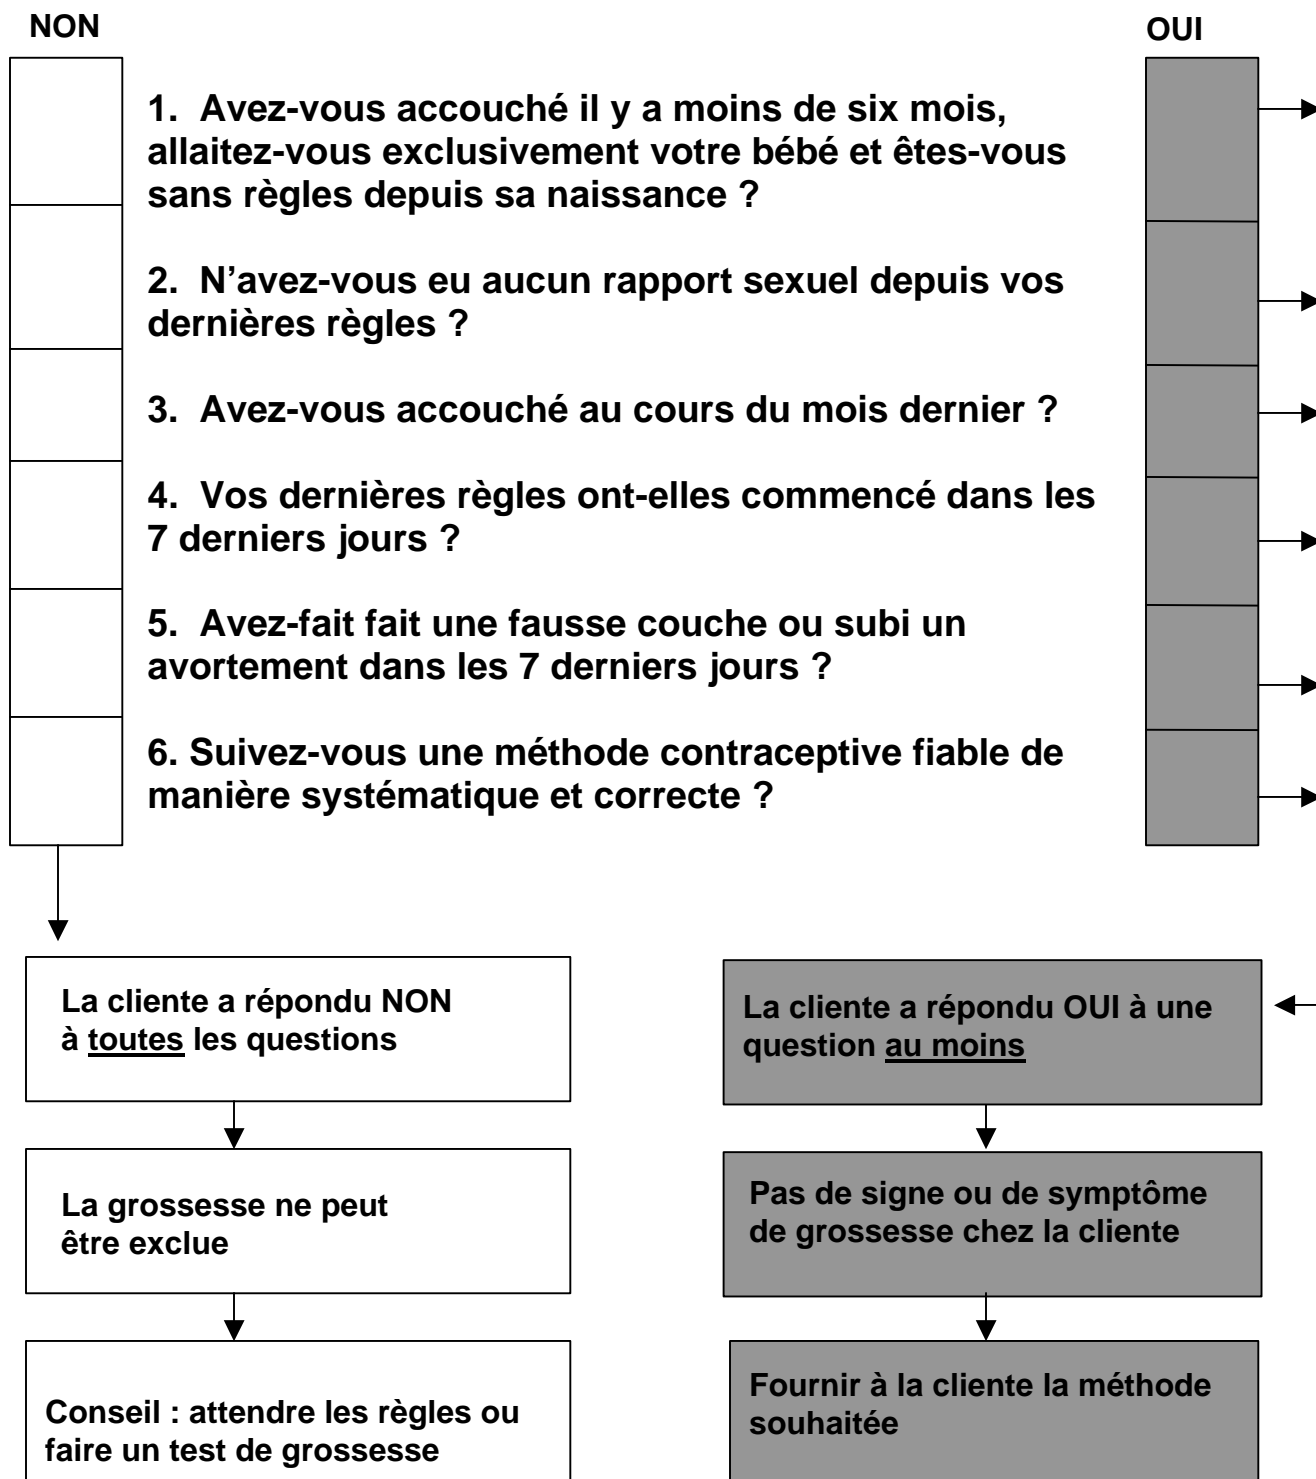 NON
OUI
1. Avez-vous accouché il y a moins de six mois,
allaitez-vous exclusivement votre bébé et êtes-vous
sans règles depuis sa naissance ?
2. N’avez-vous eu aucun rapport sexuel depuis vos
dernières règles ?
3. Avez-vous accouché au cours du mois dernier ?
4. Vos dernières règles ont-elles commencé dans les
7 derniers jours ?
5. Avez-fait fait une fausse couche ou subi un
avortement dans les 7 derniers jours ?
6. Suivez-vous une méthode contraceptive fiable de
manière systématique et correcte ?
La cliente a répondu NON
à toutes les questions
La grossesse ne peut
être exclue
Conseil : attendre les règles ou
faire un test de grossesse
La cliente a répondu OUI à une
question au moins
Pas de signe ou de symptôme
de grossesse chez la cliente
Fournir à la cliente la méthode
souhaitée